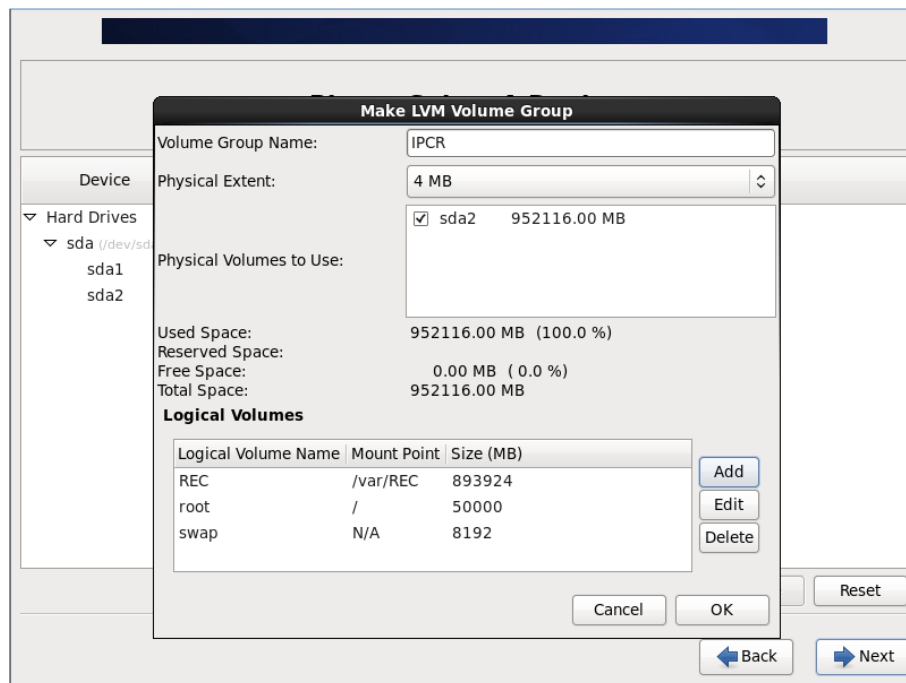 Make LVM Volume Group
Volume Group Name: IPCR
Physical Extent: 4 MB
Device
Hard Drives
sda (/dev/sd
sda1
sda2
Physical Volumes to Use:
sda2 952116.00 MB
Used Space: 952116.00 MB (100.0 %)
Reserved Space:
Free Space: 0.00 MB ( 0.0 %)
Total Space: 952116.00 MB
Logical Volumes
Logical Volume Name Mount Point Size (MB)
REC /var/REC 893924
root / 50000
swap N/A 8192
Add
Edit
Delete
Cancel OK
Reset
Back Next